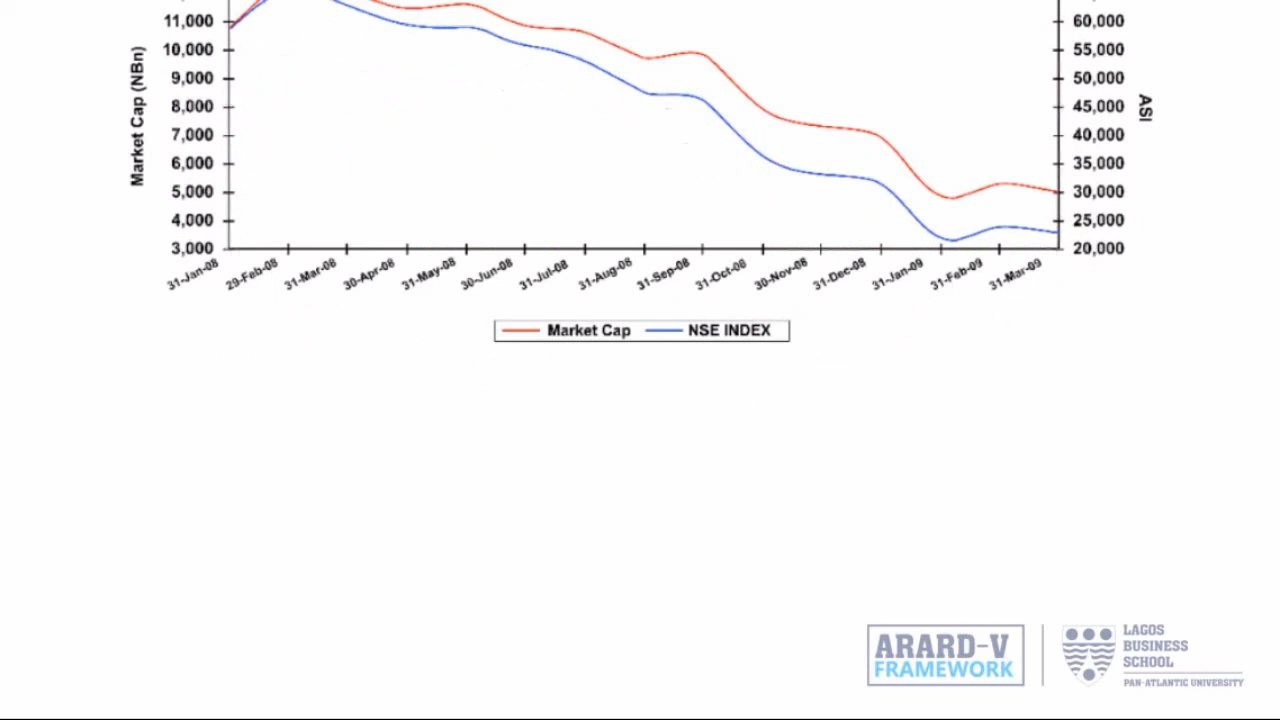 11,000
10,000
9,000
8,000
7,000
6,000
5,000
4,000
3,000
Market Cap (NBn)
60,000
55,000
50,000
45,000
40,000
35,000
30,000
25,000
20,000
ASI
31-Jan-08
29-Feb-08
31-Mar-08
30-Apr-08
31-May-08
30-Jun-08
31-Jul-08
31-Aug-08
31-Sep-08
31-Oct-08
30-Nov-08
31-Dec-08
31-Jan-09
31-Feb-09
31-Mar-09
Market Cap NSE INDEX
ARARD-V
FRAMEWORK
LAGOS
BUSINESS
SCHOOL
PAN-ATLANTIC UNIVERSITY